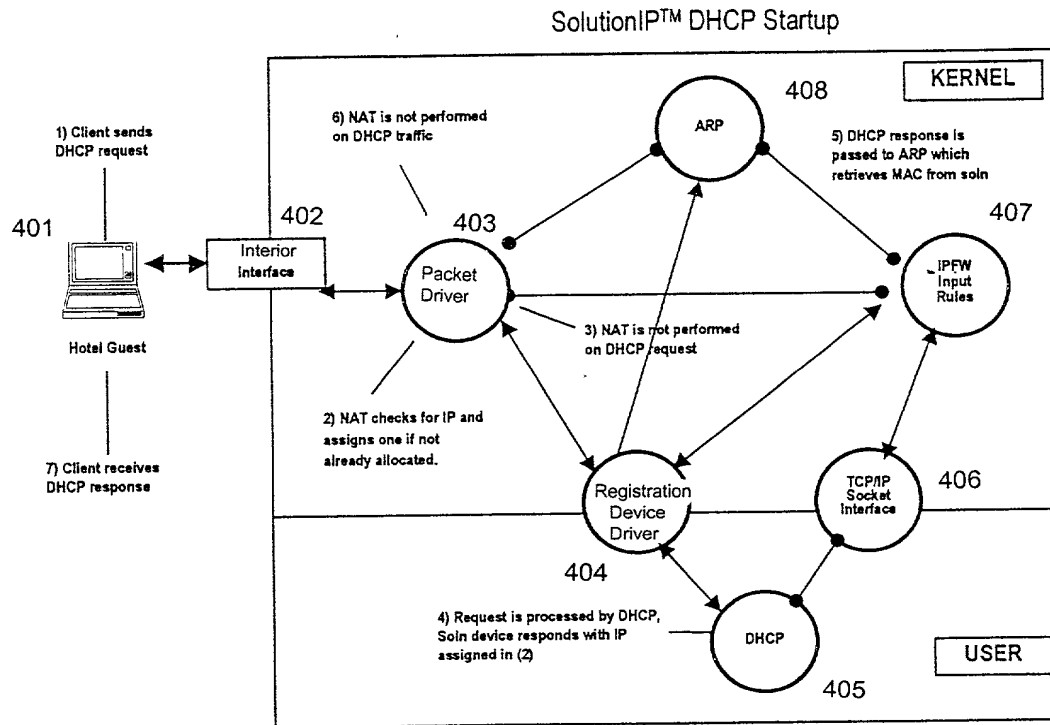 SolutionIP™ DHCP Startup
KERNEL
408
ARP
6) NAT is not performed
on DHCP traffic
5) DHCP response is
passed to ARP which
retrieves MAC from soln
1) Client sends
DHCP request
401
402
Interior
Interface
403
Packet
Driver
407
IPFW
Input
Rules
Hotel Guest
3) NAT is not performed
on DHCP request
2) NAT checks for IP and
assigns one if not
already allocated.
7) Client receives
DHCP response
Registration
Device
Driver
404
TCP/IP
Socket
Interface
406
4) Request is processed by DHCP,
Soln device responds with IP
assigned in (2)
DHCP
405
USER